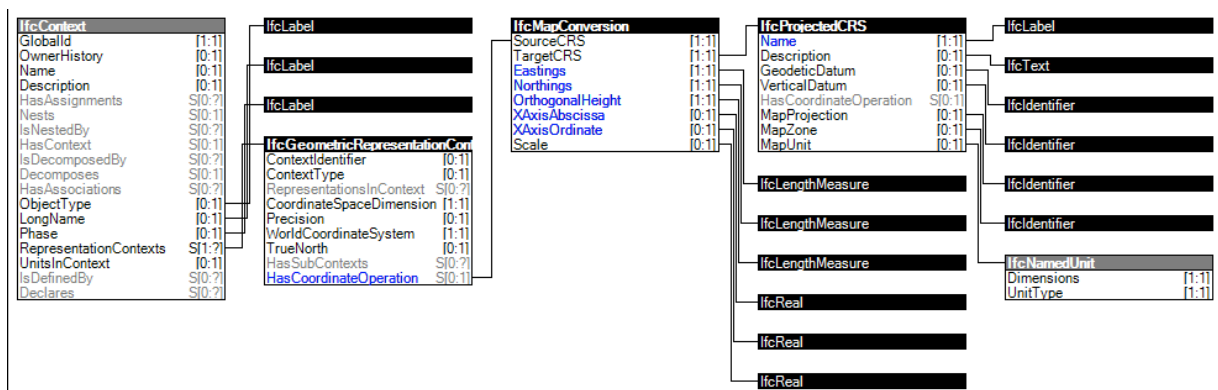 IfcContext
GlobalId [1:1]
OwnerHistory [0:1]
Name [0:1]
Description [0:1]
HasAssignments S[0:?]
Nests S[0:1]
IsNestedBy S[0:?]
HasContext S[0:1]
IsDecomposedBy S[0:?]
Decomposes S[0:1]
HasAssociations S[0:?]
ObjectType [0:1]
LongName [0:1]
Phase [0:1]
RepresentationContexts S[1:?]
UnitsInContext [0:1]
IsDefinedBy S[0:?]
Declares S[0:?]
IfcLabel
IfcLabel
IfcLabel
IfcGeometricRepresentationCont
ContextIdentifier [0:1]
ContextType [0:1]
RepresentationsInContext S[0:?]
CoordinateSpaceDimension [1:1]
Precision [0:1]
WorldCoordinateSystem [1:1]
TrueNorth [0:1]
HasSubContexts S[0:?]
HasCoordinateOperation S[0:1]
IfcMapConversion
SourceCRS [1:1]
TargetCRS [1:1]
Eastings [1:1]
Northings [1:1]
OrthogonalHeight [1:1]
XAxisAbscissa [0:1]
XAxisOrdinate [0:1]
Scale [0:1]
IfcProjectedCRS
Name [1:1]
Description [0:1]
GeodeticDatum [0:1]
VerticalDatum [0:1]
HasCoordinateOperation S[0:1]
MapProjection [0:1]
MapZone [0:1]
MapUnit [0:1]
IfcLengthMeasure
IfcLengthMeasure
IfcLengthMeasure
IfcReal
IfcReal
IfcReal
IfcLabel
IfcText
IfcIdentifier
IfcIdentifier
IfcIdentifier
IfcIdentifier
IfcNamedUnit
Dimensions [1:1]
UnitType [1:1]